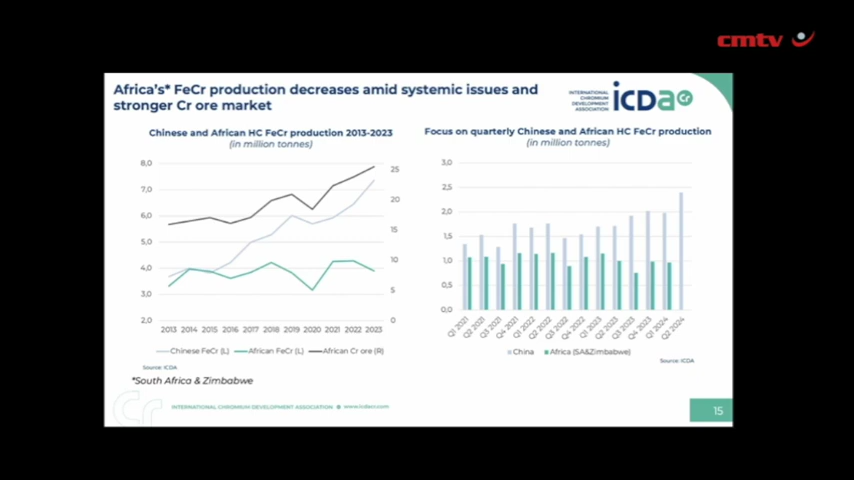 cmtv
Africa's* FeCr production decreases amid systemic issues and
stronger Cr ore market
INTERNATIONAL
CHROMIUM
DEVELOPMENT
ASSOCIATION
icda
Cr
Chinese and African HC FeCr production 2013-2023
(in million tonnes)
8,0
7,0
6,0
5,0
4,0
3,0
2,0
25
20
15
10
5
0
2013 2014 2015 2016 2017 2018 2019 2020 2021 2022 2023
Chinese FeCr (L) African FeCr (L) African Cr ore (R)
Source: ICDA
*South Africa & Zimbabwe
Focus on quarterly Chinese and African HC FeCr production
(in million tonnes)
3,0
2,5
2,0
1,5
1,0
0,5
0,0
Q1 2021 Q2 2021 Q3 2021 Q4 2021 Q1 2022 Q2 2022 Q3 2022 Q4 2022 Q1 2023 Q2 2023 Q3 2023 Q4 2023 Q1 2024 Q2 2024
China Africa (SA&Zimbabwe)
Source: ICDA
Cr
INTERNATIONAL CHROMIUM DEVELOPMENT ASSOCIATION www.icdacr.com
15